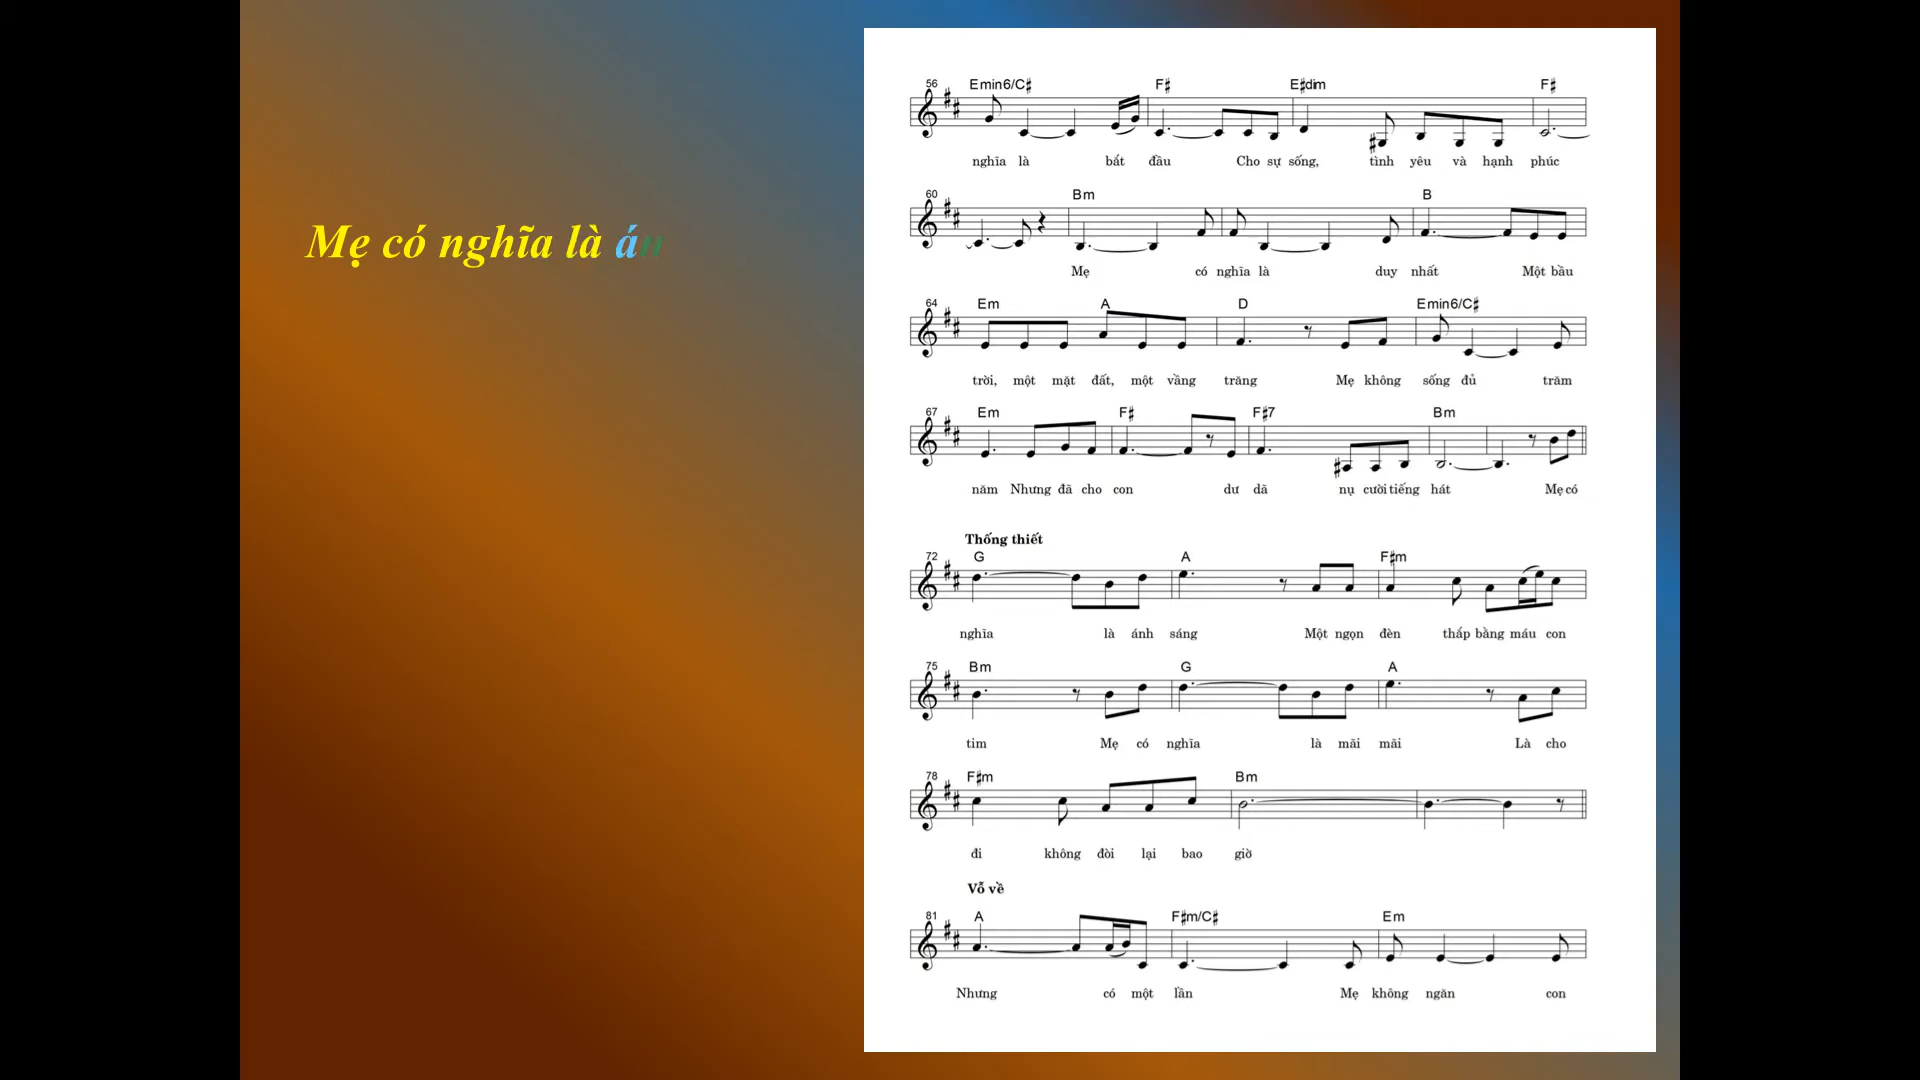 Mẹ có nghĩa là án
56 Emin6/C♯ F♯ E♯dim F♯
nghĩa là bắt đầu Cho sự sống, tình yêu và hạnh phúc
60 Bm B
Mẹ có nghĩa là duy nhất Một bầu
64 Em A D Emin6/C♯
trời, một mặt đất, một vầng trăng Mẹ không sống đủ trăm
67 Em F♯ F♯7 Bm
năm Nhưng đã cho con dư dã nụ cười tiếng hát Mẹ có
Thống thiết
72 G A F♯m
nghĩa là ánh sáng Một ngọn đèn thắp bằng máu con
75 Bm G A
tim Mẹ có nghĩa là mãi mãi Là cho
78 F♯m Bm
đi không đòi lại bao giờ
Vỗ về
81 A F♯m/C♯ Em
Nhưng có một lần Mẹ không ngăn con